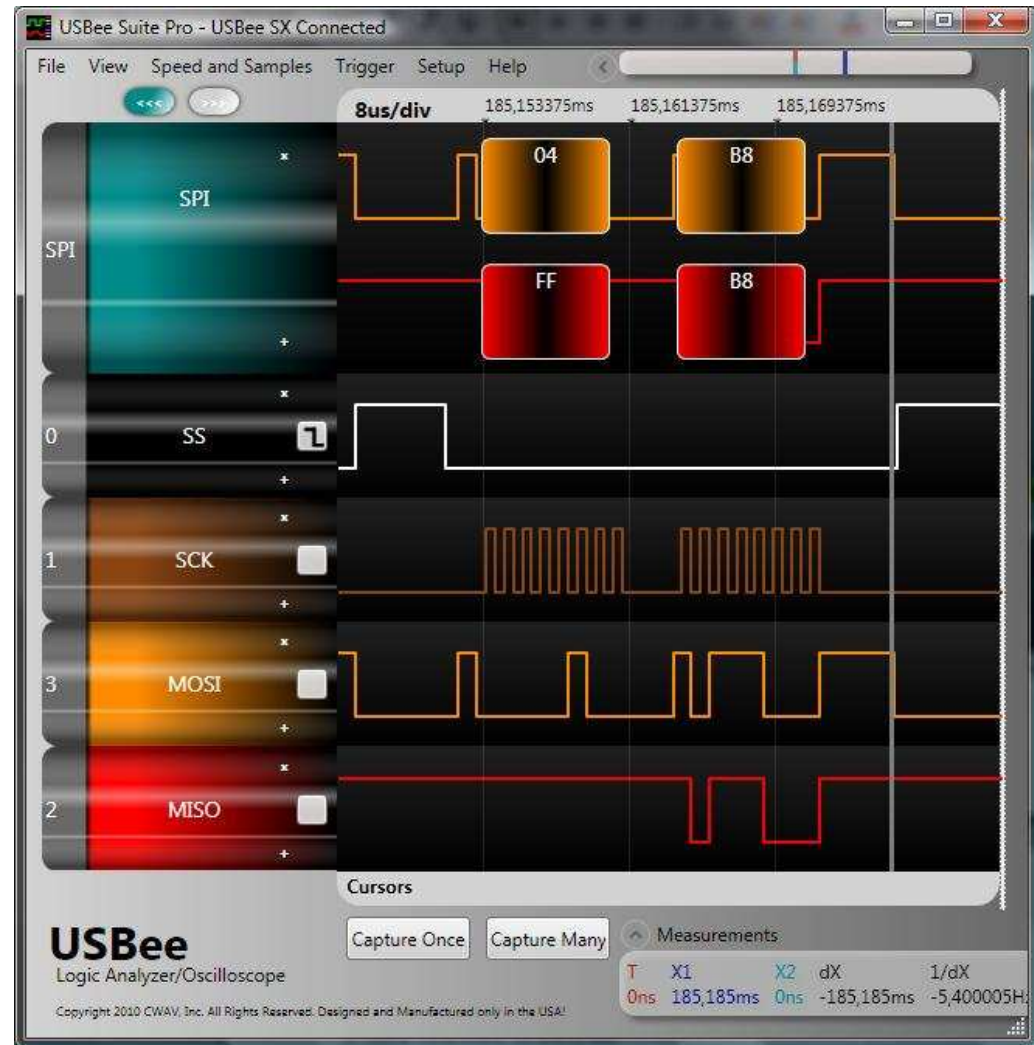 USBee Suite Pro - USBee SX Connected
File View Speed and Samples Trigger Setup Help
<<< >>>
8us/div 185,153375ms 185,161375ms 185,169375ms
SPI
SPI
04 B8
FF B8
0 SS
1 SCK
3 MOSI
2 MISO
Cursors
USBee
Logic Analyzer/Oscilloscope
Copyright 2010 CWAV, Inc. All Rights Reserved. Designed and Manufactured only in the USA!
Capture Once Capture Many
Measurements
T X1 X2 dX 1/dX
0ns 185,185ms 0ns -185,185ms -5,400005H